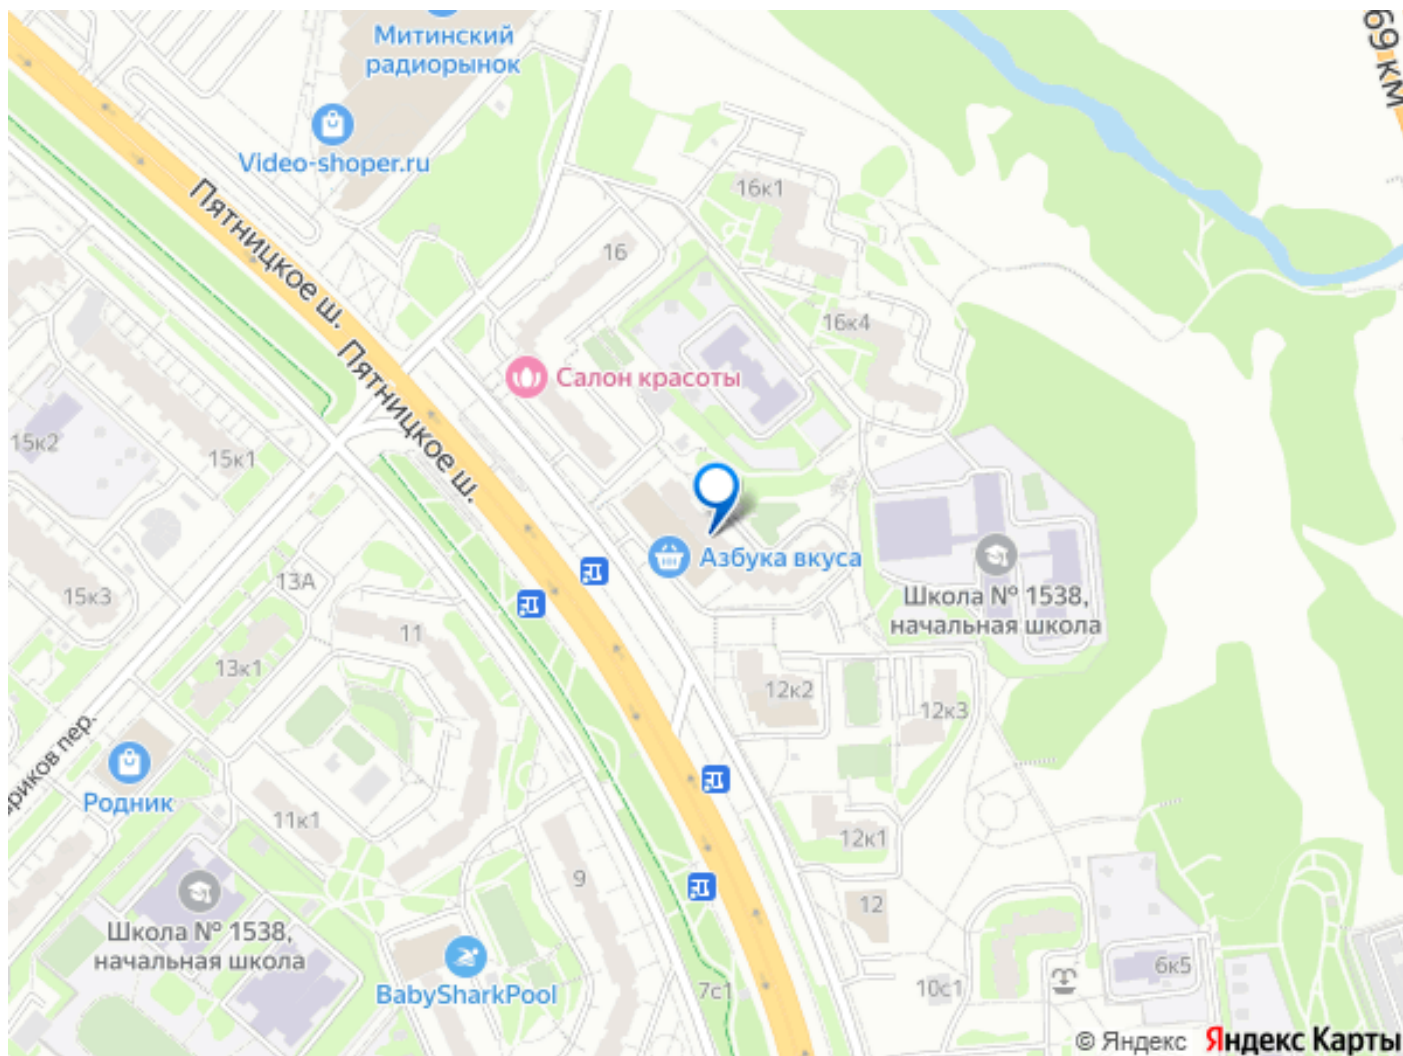 Митинский
радиорынок
69 км
Video-shoper.ru
Пятницкое ш.
16к1
16
16к4
Пятницкое ш.
Салон красоты
15к2
15к1
Азбука вкуса
13А
15к3
Школа № 1538,
начальная школа
11
13к1
12к2
12к3
ориков пер.
Родник
11к1
12к1
9
12
Школа № 1538,
начальная школа
BabySharkPool
7с1
10с1
6к5
© Яндекс Яндекс Карты